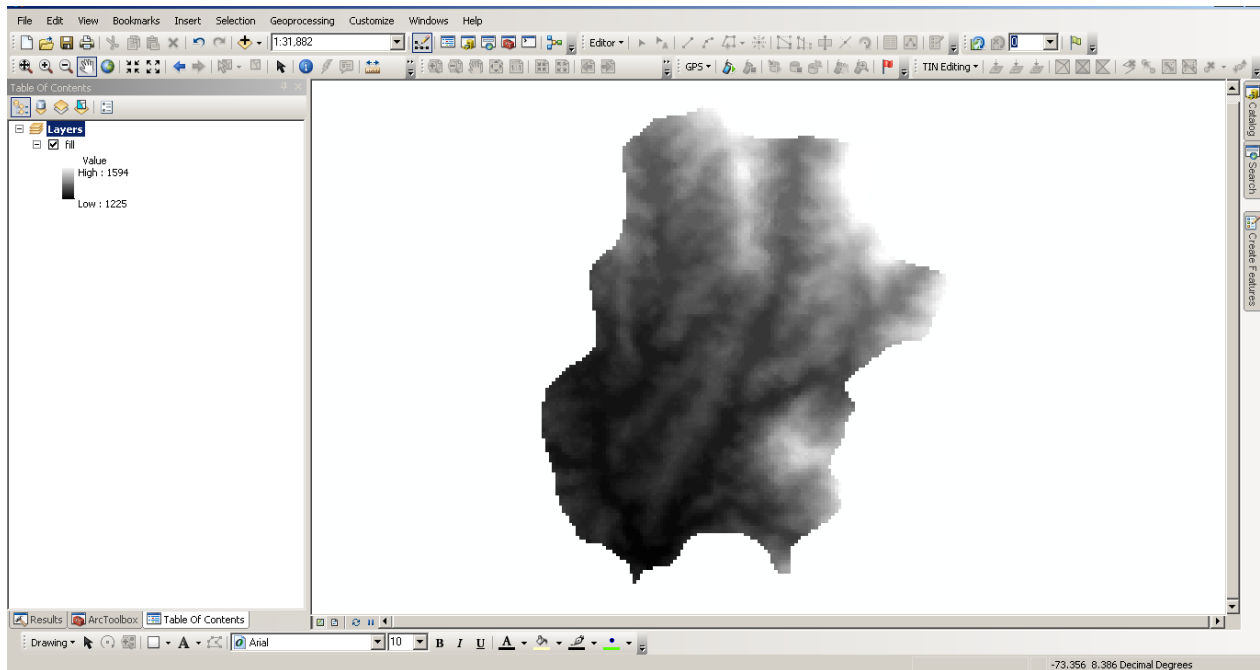 File Edit View Bookmarks Insert Selection Geoprocessing Customize Windows Help
1:31,882 Editor 0
GPS TIN Editing
Table Of Contents
Layers
fill
Value
High : 1594
Low : 1225
Catalog
Search
Create Features
Results ArcToolbox Table Of Contents
Drawing A Arial 10 B I U A
-73.356 8.386 Decimal Degrees